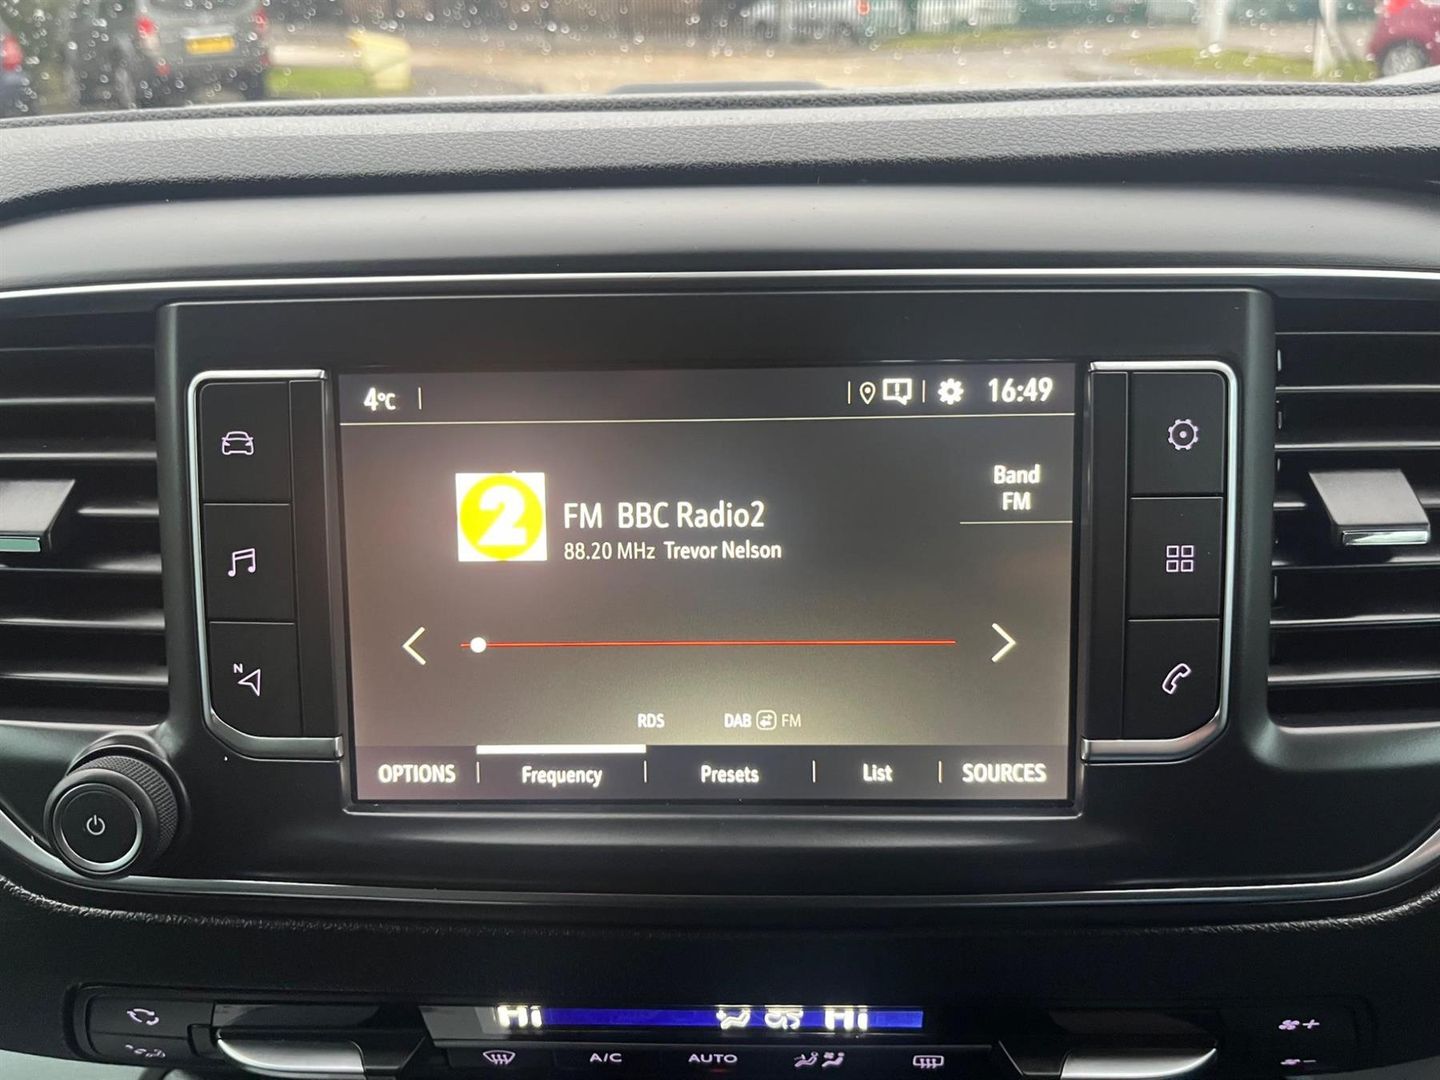 4°C
16:49
Band
FM
2
FM BBC Radio2
88.20 MHz Trevor Nelson
RDS DAB FM
OPTIONS Frequency Presets List SOURCES
N
Hi Hi
A/C AUTO